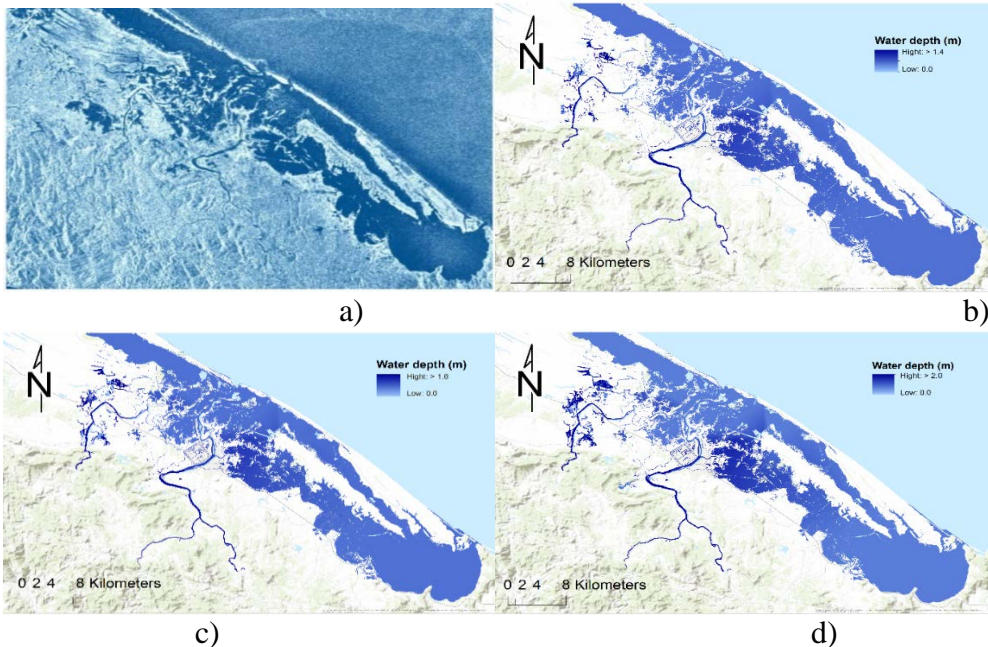 Water depth (m)
Hight: > 1.4
Low: 0.0
N
0 2 4 8 Kilometers
a)
b)
Water depth (m)
Hight: > 1.6
Low: 0.0
N
0 2 4 8 Kilometers
Water depth (m)
Hight: > 2.0
Low: 0.0
N
0 2 4 8 Kilometers
c)
d)